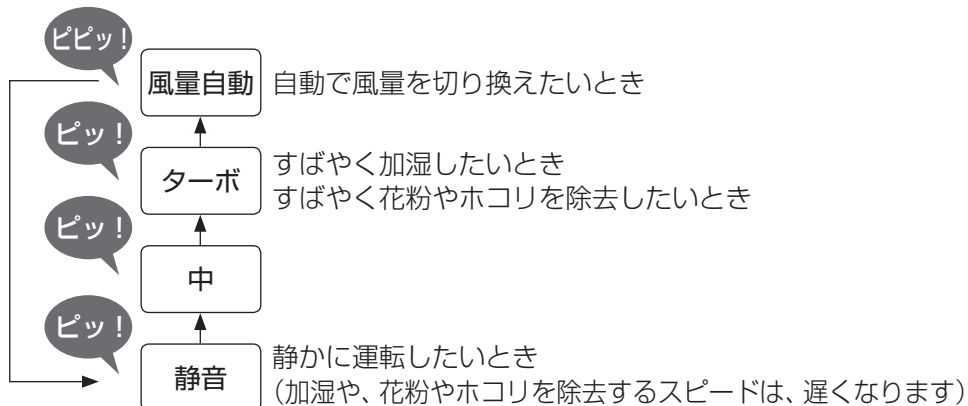 ピピッ！
風量自動 自動で風量を切り換えたいとき
ピッ！
ターボ すばやく加湿したいとき
すばやく花粉やホコリを除去したいとき
ピッ！
中
ピッ！
静音 静かに運転したいとき
（加湿や、花粉やホコリを除去するスピードは、遅くなります）